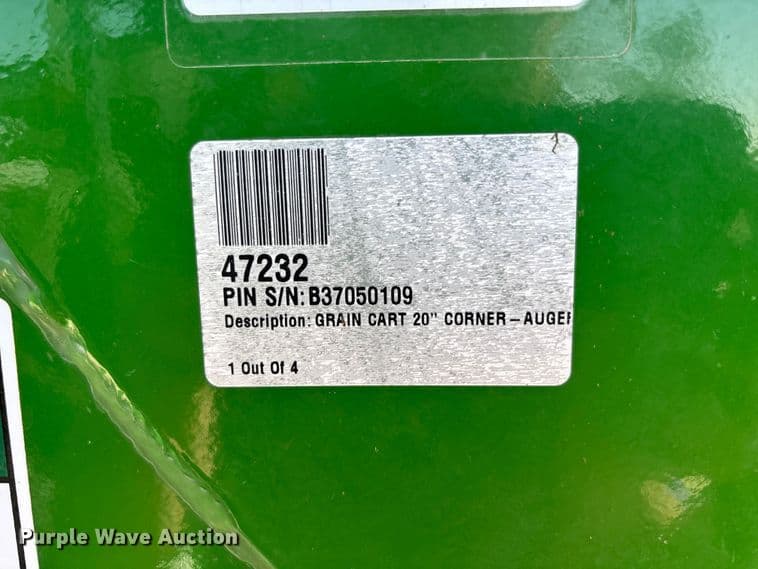 47232
PIN S/N: B37050109
Description: GRAIN CART 20" CORNER-AUGER
1 Out Of 4
Purple Wave Auction